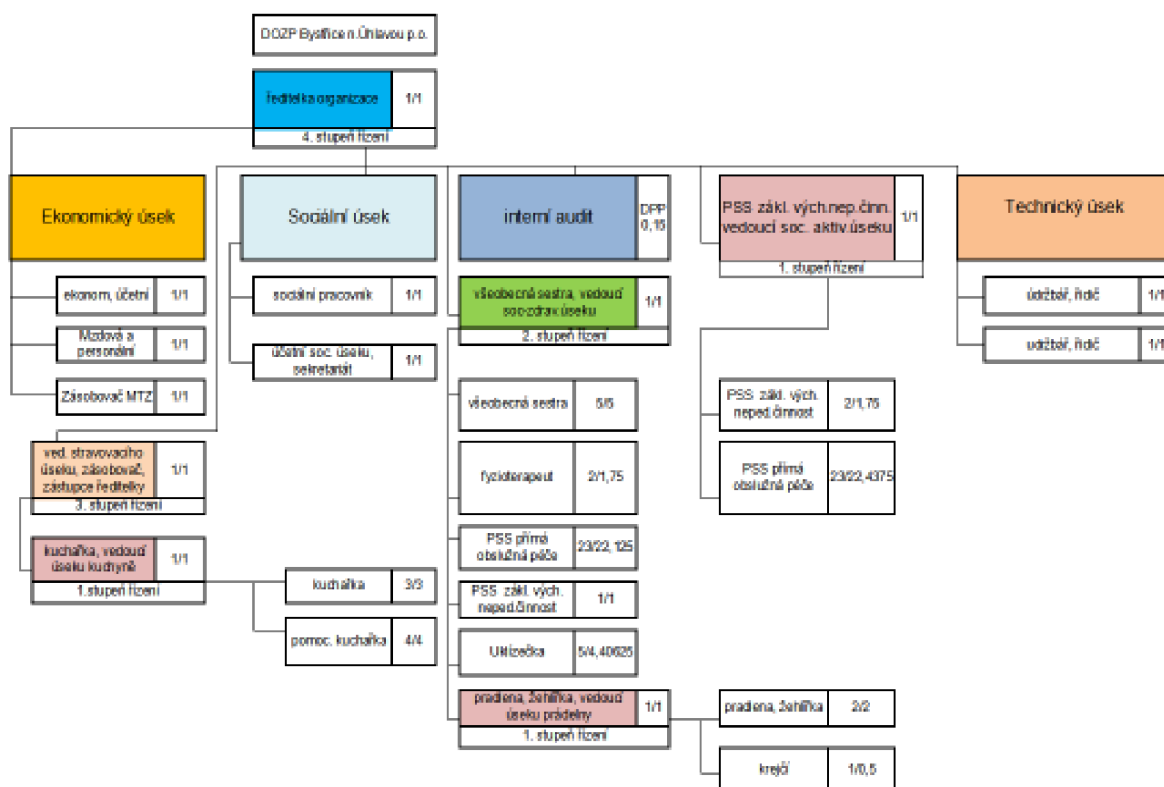 DOZP Bystřice n.Úhlavou p.o.
ředitelka organizace 1/1
4. stupeň řízení
Ekonomický úsek
Sociální úsek
interní audit
DPP
0,15
PSS zákl. vých.nep.činn.
vedoucí soc. aktiv.úseku
1/1
1. stupeň řízení
Technický úsek
ekonom, účetní 1/1
Mzdová a
personální
1/1
Zásobovač MTZ 1/1
sociální pracovník 1/1
účetní soc. úseku,
sekretariát
1/1
všeobecná sestra, vedoucí
soc-zdrav.úseku
1/1
2. stupeň řízení
údržbář, řidič 1/1
udržbář, řidič 1/1
ved. stravovacího
úseku, zásobovač,
zástupce ředitelky
1/1
3. stupeň řízení
kuchařka, vedoucí
úseku kuchyně
1/1
1.stupeň řízení
kuchařka 3/3
pomoc. kuchařka 4/4
všeobecná sestra 5/5
fyzioterapeut 2/1,75
PSS přímá
obslužná péče
23/22,125
PSS. zákl. vých.
neped.činnost
1/1
Uklízečka 5/4,40625
pradlena, žehlířka, vedoucí
úseku prádelny
1/1
1. stupeň řízení
PSS. zákl. vých.
neped.činnost
2/1,75
PSS přímá
obslužná péče
23/22,4375
pradlena, žehlířka 2/2
krejčí 1/0,5